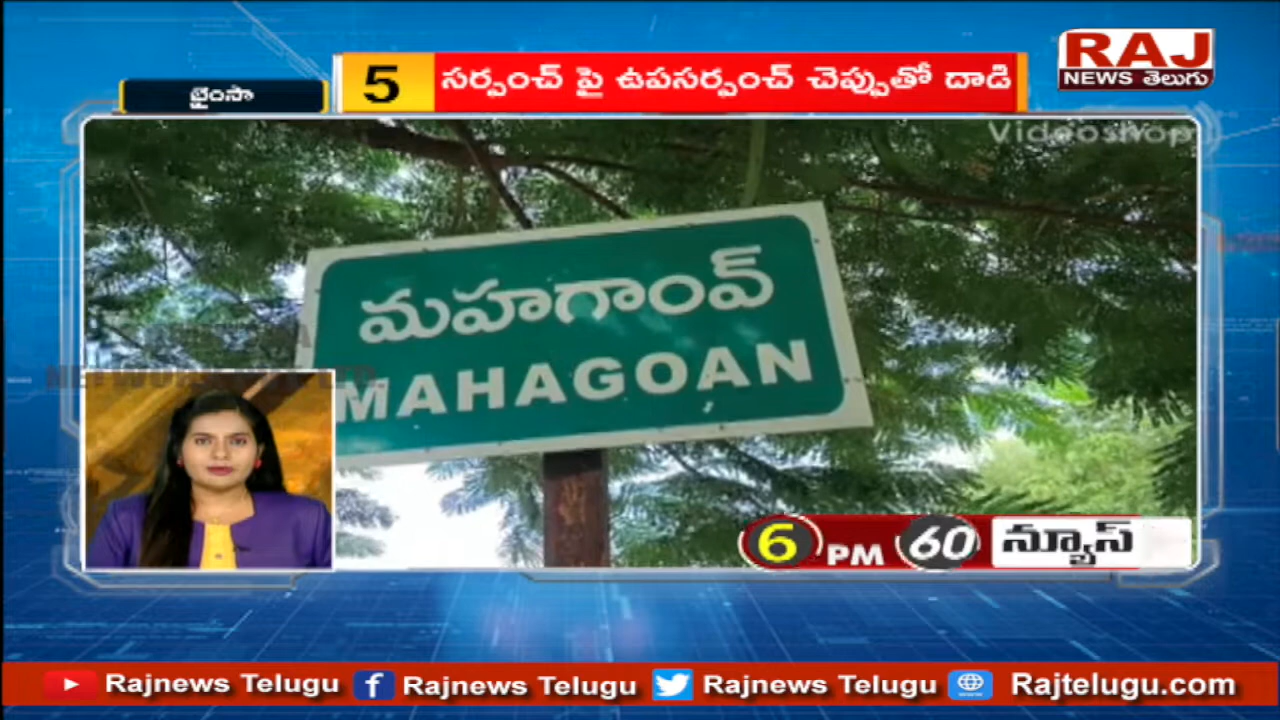 RAJ
NEWS తెలుగు
భైంసా
5
సర్పంచ్ పై ఉపసర్పంచ్ చెప్పుతో దాడి
Videoshop
మహగాంవ్
MAHAGOAN
6 PM 60 న్యూస్
Rajnews Telugu
Rajnews Telugu
Rajnews Telugu
Rajtelugu.com